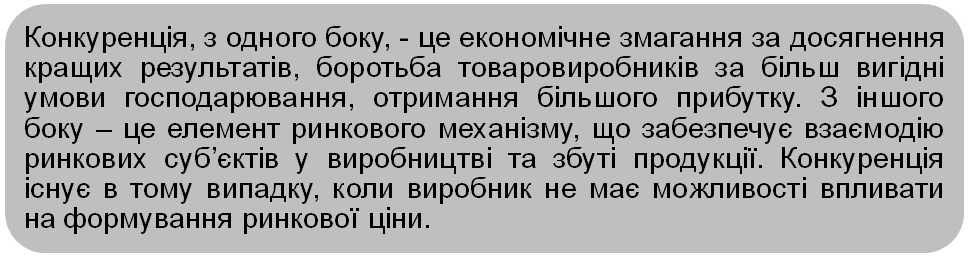 Конкуренція, з одного боку, - це економічне змагання за досягнення
кращих результатів, боротьба товаровиробників за більш вигідні
умови господарювання, отримання більшого прибутку. З іншого
боку – це елемент ринкового механізму, що забезпечує взаємодію
ринкових суб’єктів у виробництві та збуті продукції. Конкуренція
існує в тому випадку, коли виробник не має можливості впливати
на формування ринкової ціни.